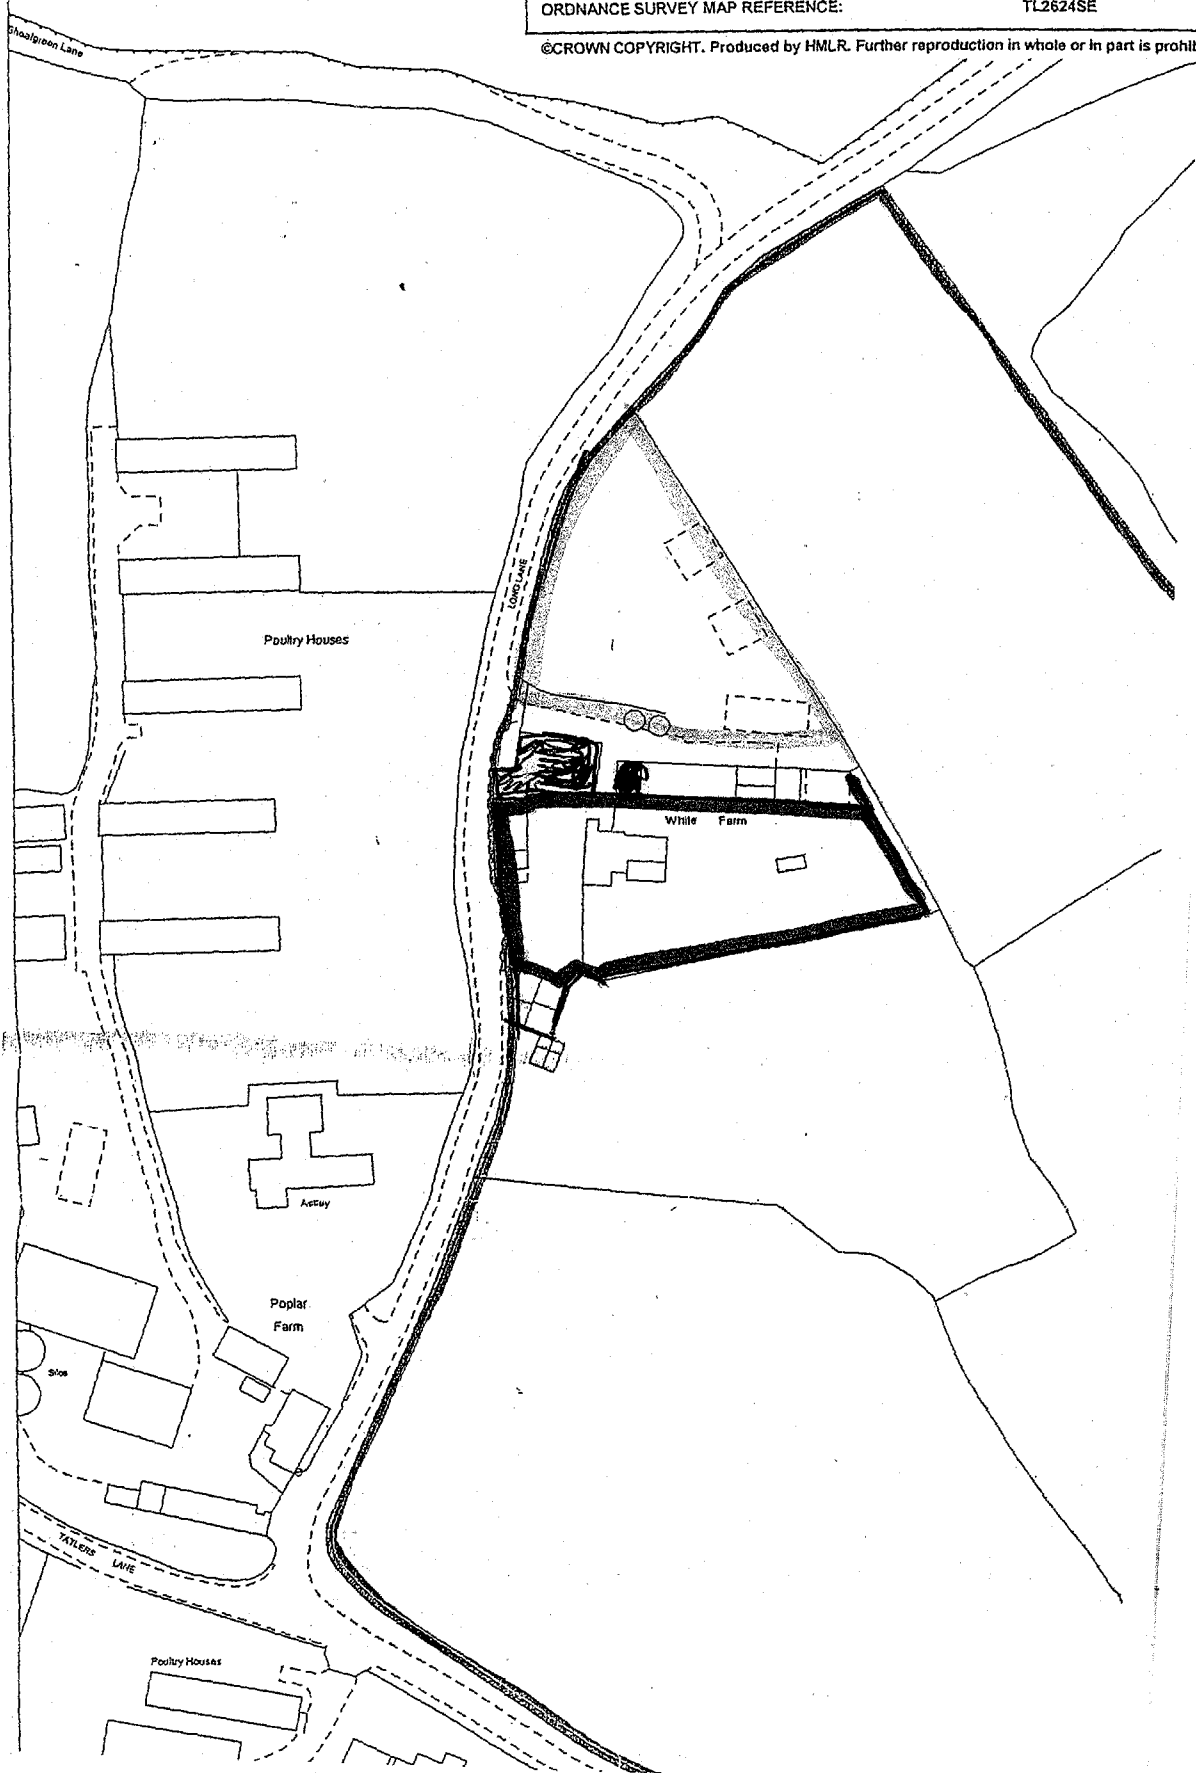 ORDNANCE SURVEY MAP REFERENCE: TL2624SE
©CROWN COPYRIGHT. Produced by HMLR. Further reproduction in whole or in part is prohib
Shoalgreen Lane
LONG LANE
Poultry Houses
White Farm
Poplar
Farm
Silos
TATLERS LANE
Poultry Houses